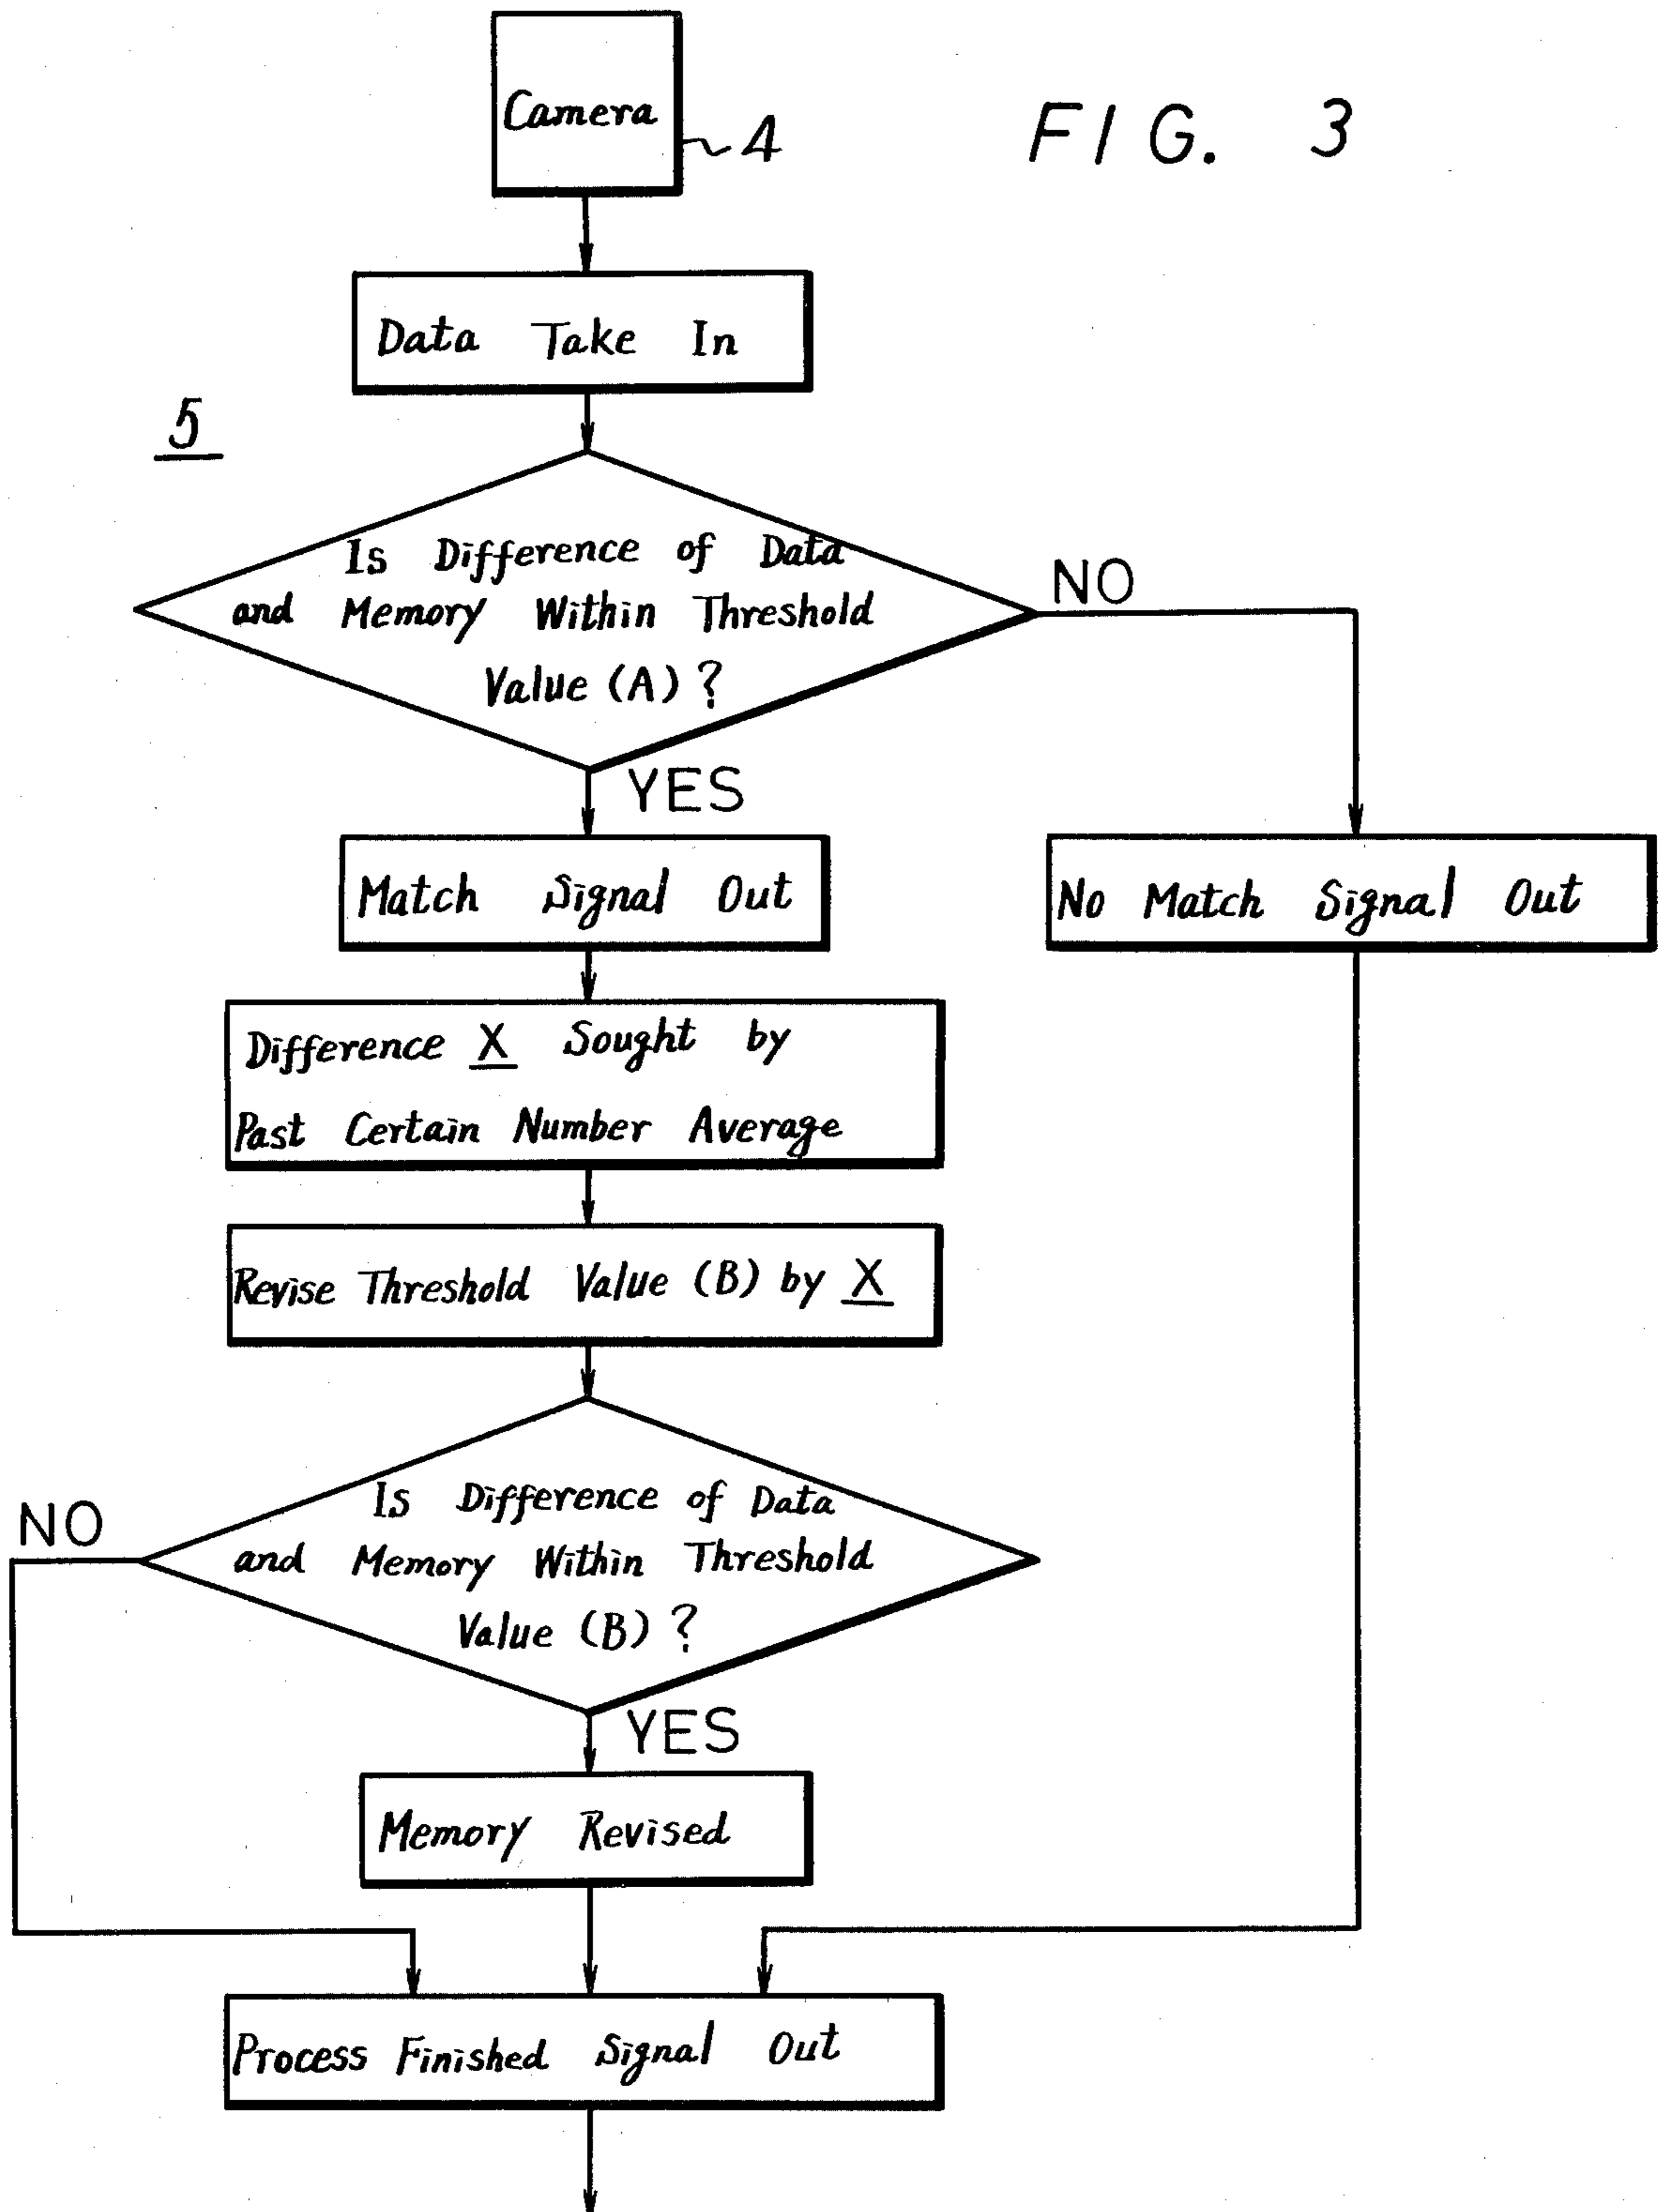 Camera
4
FIG. 3
Data Take In
5
Is Difference of Data
and Memory Within Threshold
Value (A) ?
NO
YES
Match Signal Out
No Match Signal Out
Difference X Sought by
Past Certain Number Average
Revise Threshold Value (B) by X
Is Difference of Data
and Memory Within Threshold
Value (B) ?
NO
YES
Memory Revised
Process Finished Signal Out